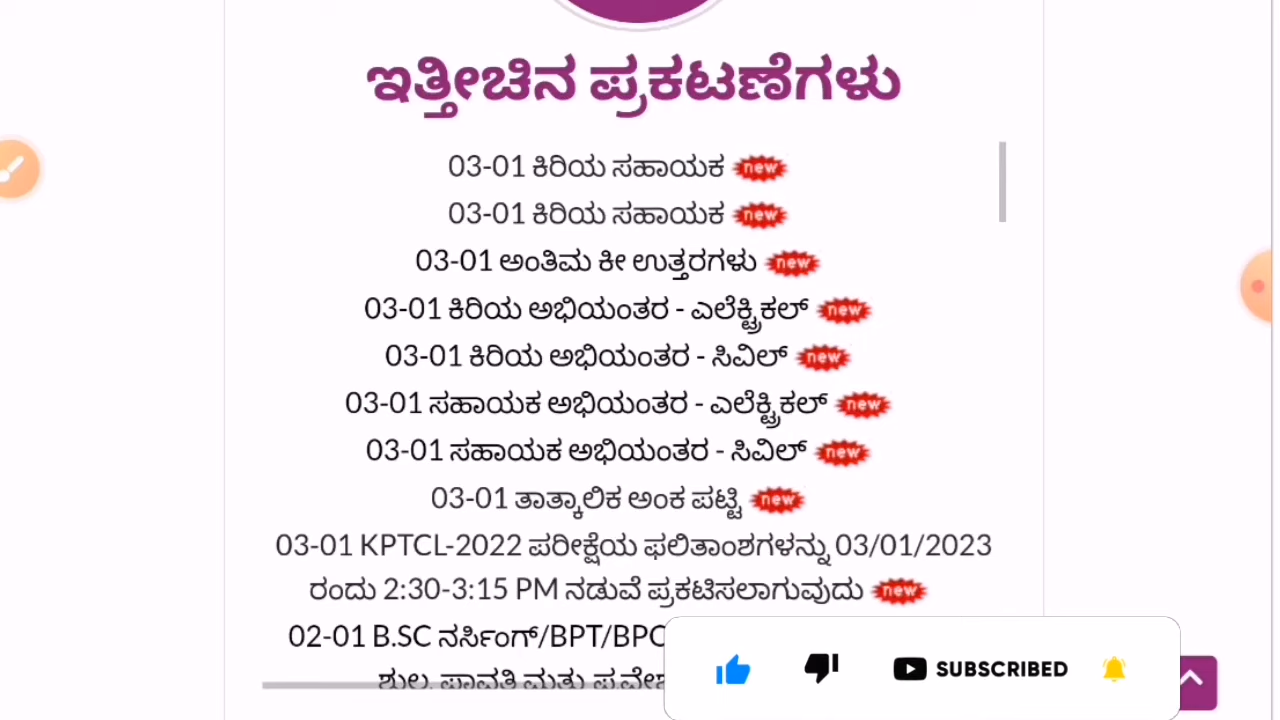 ಇತ್ತೀಚಿನ ಪ್ರಕಟಣೆಗಳು
03-01 ಕಿರಿಯ ಸಹಾಯಕ new
03-01 ಕಿರಿಯ ಸಹಾಯಕ new
03-01 ಅಂತಿಮ ಕೀ ಉತ್ತರಗಳು new
03-01 ಕಿರಿಯ ಅಭಿಯಂತರ - ಎಲೆಕ್ಟ್ರಿಕಲ್ new
03-01 ಕಿರಿಯ ಅಭಿಯಂತರ - ಸಿವಿಲ್ new
03-01 ಸಹಾಯಕ ಅಭಿಯಂತರ - ಎಲೆಕ್ಟ್ರಿಕಲ್ new
03-01 ಸಹಾಯಕ ಅಭಿಯಂತರ - ಸಿವಿಲ್ new
03-01 ತಾತ್ಕಾಲಿಕ ಅಂಕ ಪಟ್ಟಿ new
03-01 KPTCL-2022 ಪರೀಕ್ಷೆಯ ಫಲಿತಾಂಶಗಳನ್ನು 03/01/2023
ರಂದು 2:30-3:15 PM ನಡುವೆ ಪ್ರಕಟಿಸಲಾಗುವುದು new
02-01 B.SC ನರ್ಸಿಂಗ್/BPT/BPO
ಪಾವತಿ ಮತ್ತು
SUBSCRIBED